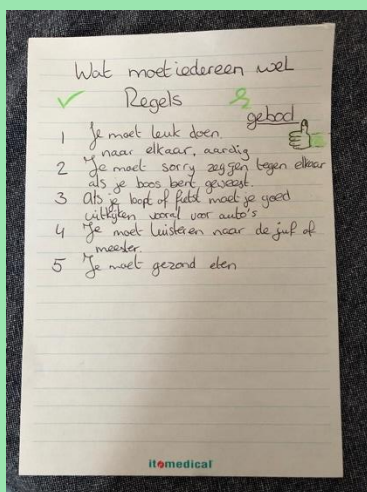 Wat moet iedereen wel
Regels
gebod
1 Je moet leuk doen.
naar elkaar, aardig
2 Je moet sorry zeggen tegen elkaar
als je boos bent geweest.
3 Als je loopt of fietst moet je goed
uitkijken vooral voor auto's
4 Je moet luisteren naar de juf of
meester.
5 Je moet gezond eten
itomedical